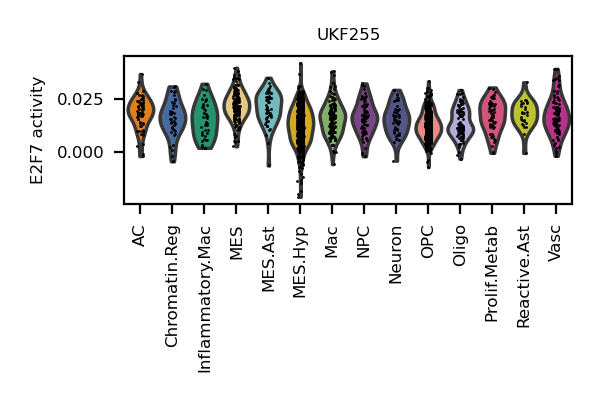 UKF255
E2F7 activity
0.025
0.000
AC
Chromatin.Reg
Inflammatory.Mac
MES
MES.Ast
MES.Hyp
Mac
NPC
Neuron
OPC
Oligo
Prolif.Metab
Reactive.Ast
Vasc